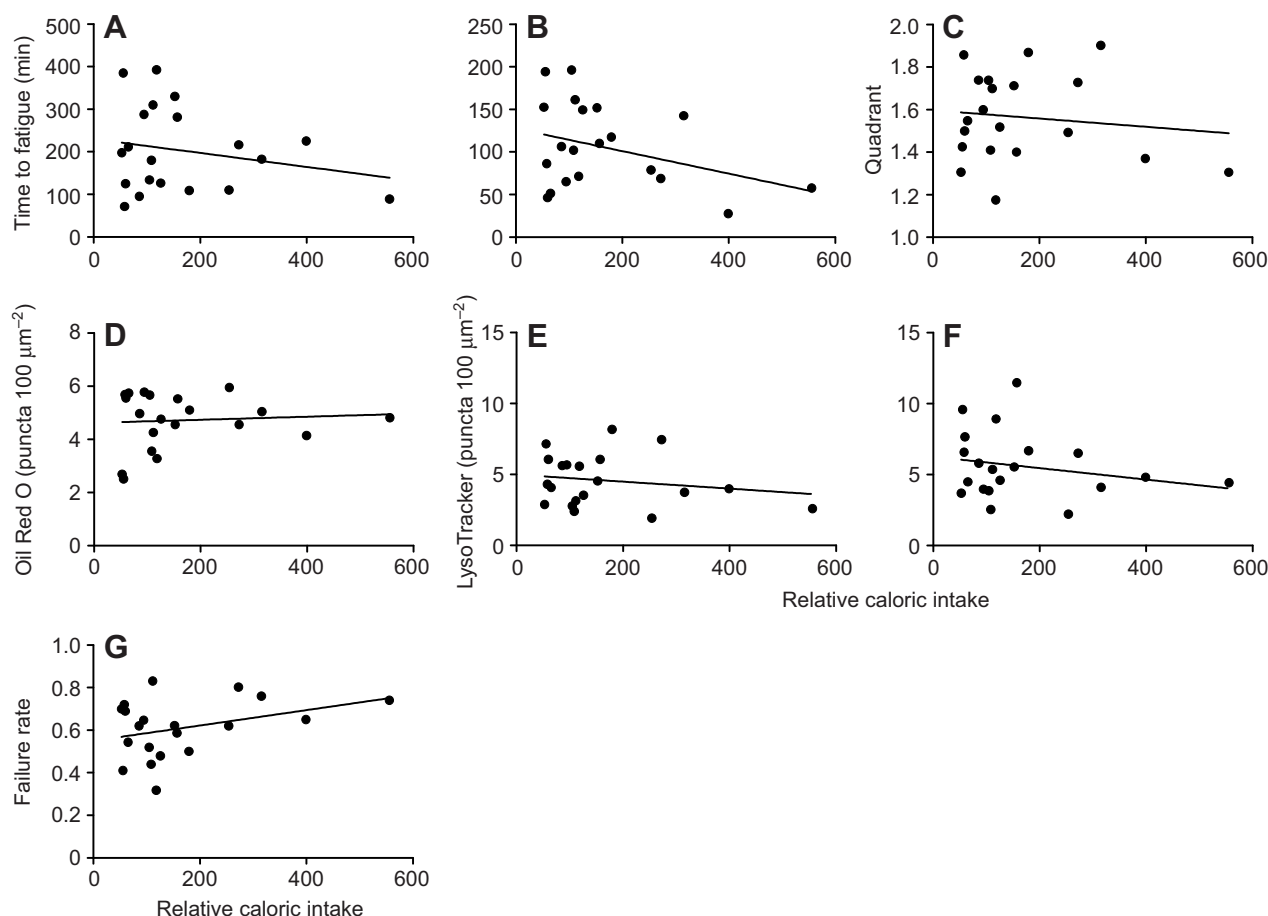 A
B
C
500
400
300
200
100
0
0 200 400 600
Time to fatigue (min)
250
200
150
100
50
0
0 200 400 600
2.0
1.8
1.6
1.4
1.2
1.0
0 200 400 600
Quadrant
D
E
F
8
6
4
2
0
0 200 400 600
Oil Red O (puncta 100 μm−2)
15
10
5
0
0 200 400 600
LysoTracker (puncta 100 μm−2)
15
10
5
0
0 200 400 600
Relative caloric intake
G
1.0
0.8
0.6
0.4
0.2
0
0 200 400 600
Failure rate
Relative caloric intake